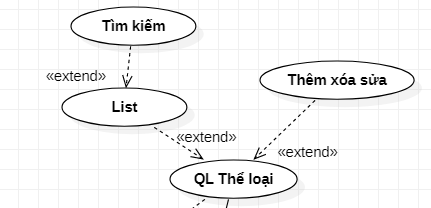 Tìm kiếm
«extend»
Thêm xóa sửa
List
«extend»
«extend»
QL Thể loại